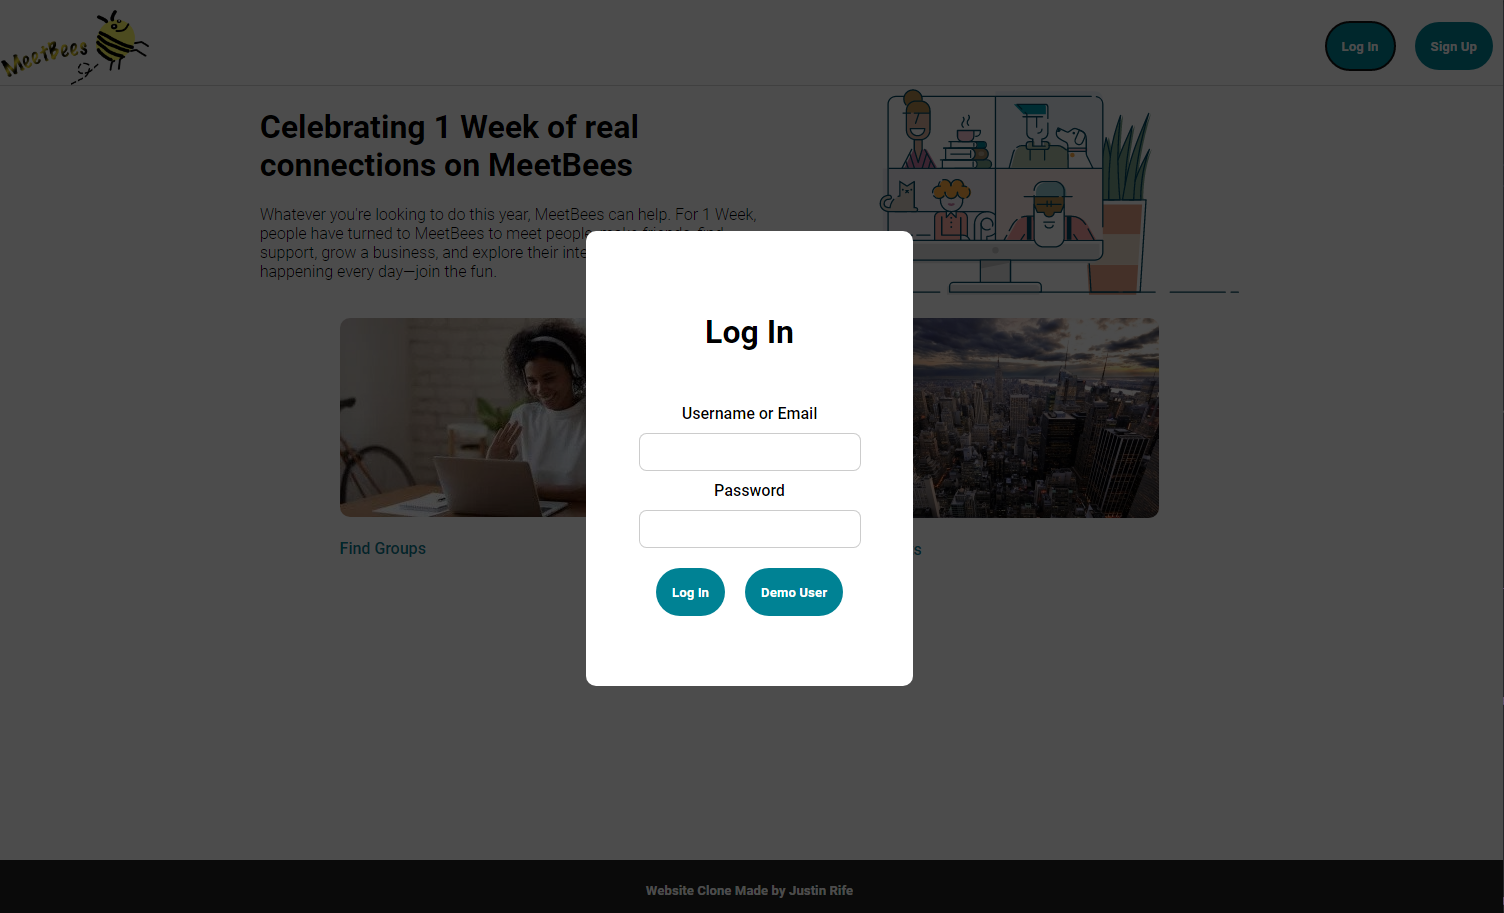 MeetBees
Log In
Sign Up
Celebrating 1 Week of real
connections on MeetBees
Whatever you're looking to do this year, MeetBees can help. For 1 Week,
people have turned to MeetBees to meet people, make friends, find
support, grow a business, and explore their inte
happening every day—join the fun.
Log In
Username or Email
Password
Log In
Demo User
Find Groups
s
Website Clone Made by Justin Rife